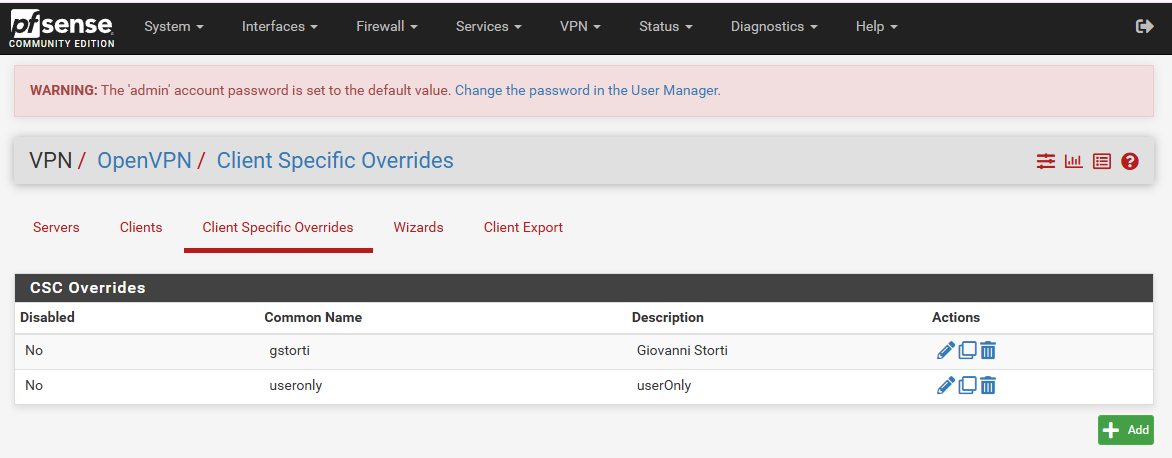 pfsense System Interfaces Firewall Services VPN Status Diagnostics Help
COMMUNITY EDITION
WARNING: The 'admin' account password is set to the default value. Change the password in the User Manager.
VPN / OpenVPN / Client Specific Overrides
Servers Clients Client Specific Overrides Wizards Client Export
CSC Overrides
Disabled Common Name Description Actions
No gstorti Giovanni Storti
No useronly userOnly
Add